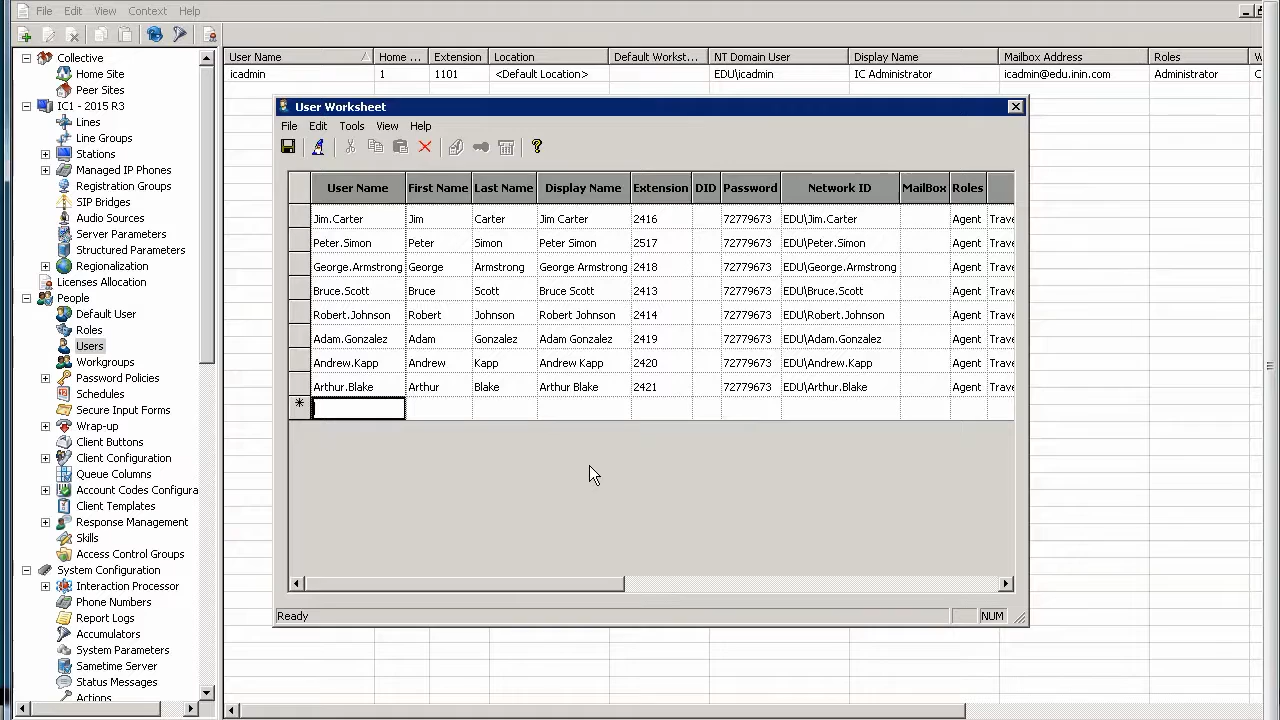 File Edit View Context Help
Collective
Home Site
Peer Sites
IC1 - 2015 R3
Lines
Line Groups
Stations
Managed IP Phones
Registration Groups
SIP Bridges
Audio Sources
Server Parameters
Structured Parameters
Regionalization
Licenses Allocation
People
Default User
Roles
Users
Workgroups
Password Policies
Schedules
Secure Input Forms
Wrap-up
Client Buttons
Client Configuration
Queue Columns
Account Codes Configura
Client Templates
Response Management
Skills
Access Control Groups
System Configuration
Interaction Processor
Phone Numbers
Report Logs
Accumulators
System Parameters
Sametime Server
Status Messages
Actions
User Name Home ... Extension Location Default Workst... NT Domain User Display Name Mailbox Address Roles W
icadmin 1 1101 <Default Location> EDU\icadmin IC Administrator icadmin@edu.inin.com Administrator C
User Worksheet
File Edit Tools View Help
User Name First Name Last Name Display Name Extension DID Password Network ID MailBox Roles
Jim.Carter Jim Carter Jim Carter 2416 72779673 EDU\Jim.Carter Agent Trave
Peter.Simon Peter Simon Peter Simon 2517 72779673 EDU\Peter.Simon Agent Trave
George.Armstrong George Armstrong George Armstrong 2418 72779673 EDU\George.Armstrong Agent Trave
Bruce.Scott Bruce Scott Bruce Scott 2413 72779673 EDU\Bruce.Scott Agent Trave
Robert.Johnson Robert Johnson Robert Johnson 2414 72779673 EDU\Robert.Johnson Agent Trave
Adam.Gonzalez Adam Gonzalez Adam Gonzalez 2419 72779673 EDU\Adam.Gonzalez Agent Trave
Andrew.Kapp Andrew Kapp Andrew Kapp 2420 72779673 EDU\Andrew.Kapp Agent Trave
Arthur.Blake Arthur Blake Arthur Blake 2421 72779673 EDU\Arthur.Blake Agent Trave
*
Ready NUM